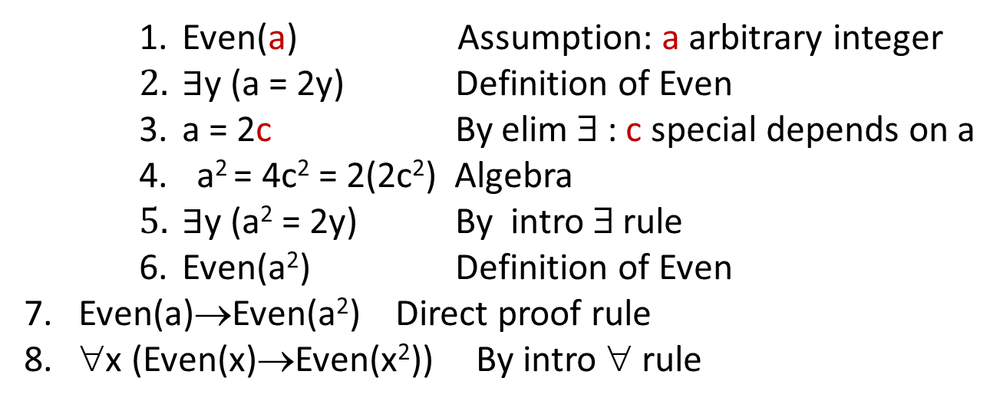 1. Even(a) Assumption: a arbitrary integer
2. ∃y (a = 2y) Definition of Even
3. a = 2c By elim ∃ : c special depends on a
4. a² = 4c² = 2(2c²) Algebra
5. ∃y (a² = 2y) By intro ∃ rule
6. Even(a²) Definition of Even
7. Even(a)→Even(a²) Direct proof rule
8. ∀x (Even(x)→Even(x²)) By intro ∀ rule